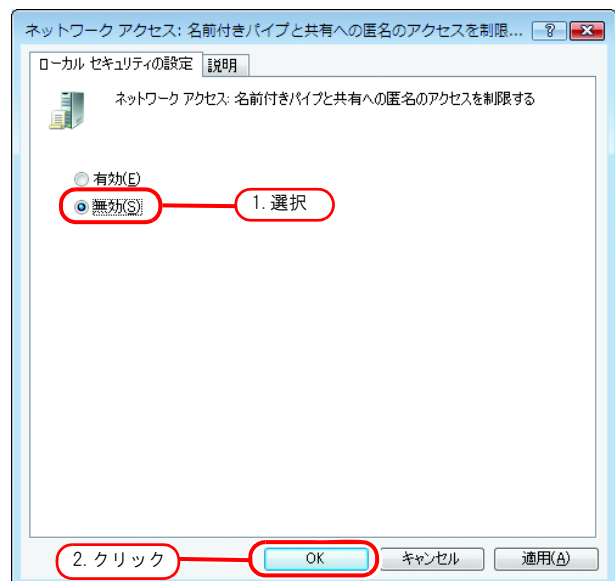 ネットワーク アクセス: 名前付きパイプと共有への匿名のアクセスを制限...
ローカル セキュリティの設定 説明
ネットワーク アクセス: 名前付きパイプと共有への匿名のアクセスを制限する
有効(E)
無効(S) 1. 選択
2. クリック OK キャンセル 適用(A)